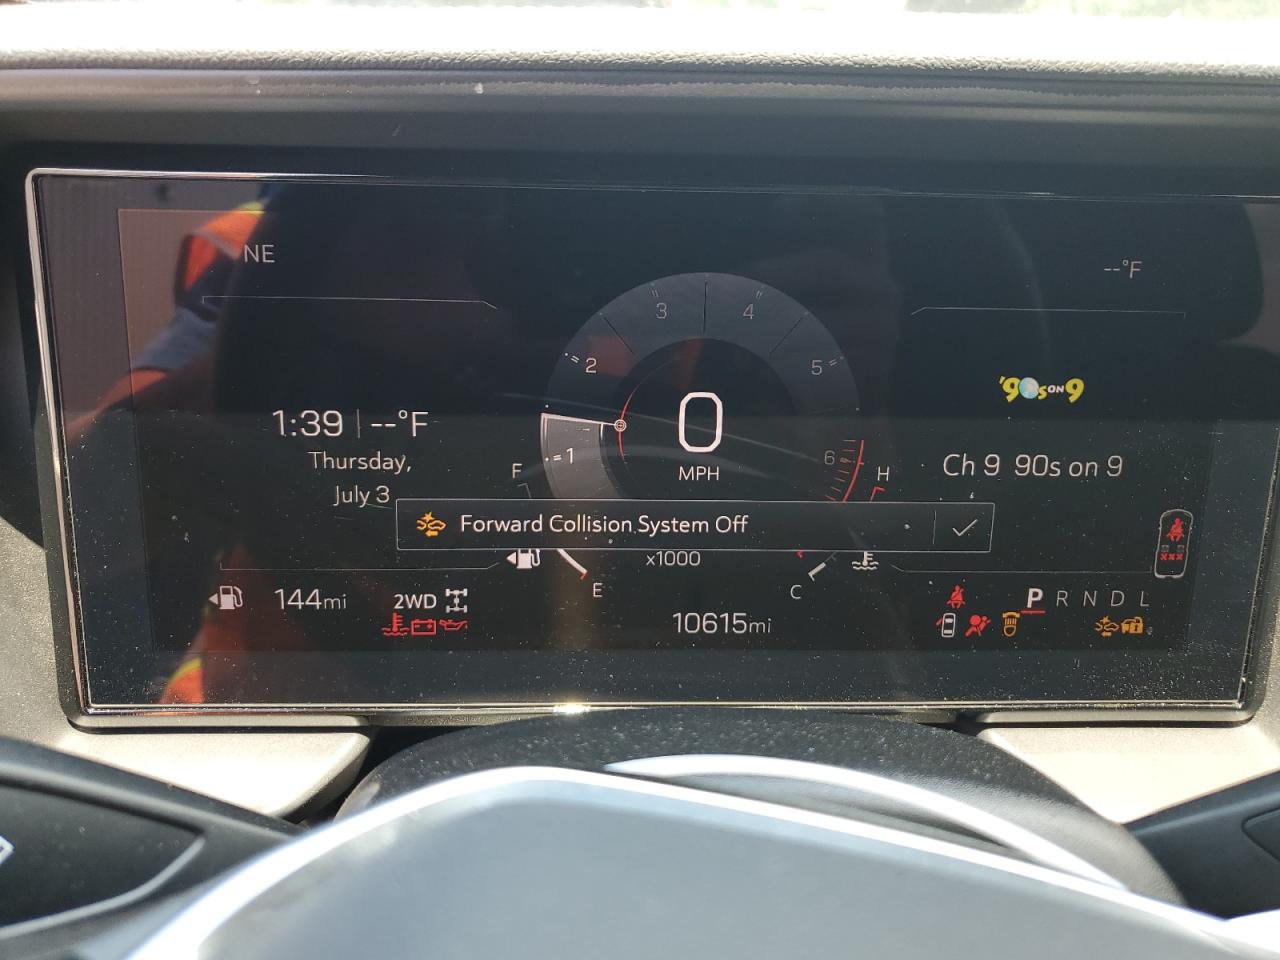 NE
--°F
3
4
2
5
'90s ON 9
1:39 --°F
0
1
6
MPH
F
H
Ch 9 90s on 9
Thursday,
July 3
Forward Collision System Off
x1000
E
C
144mi
2WD
10615mi
P R N D L